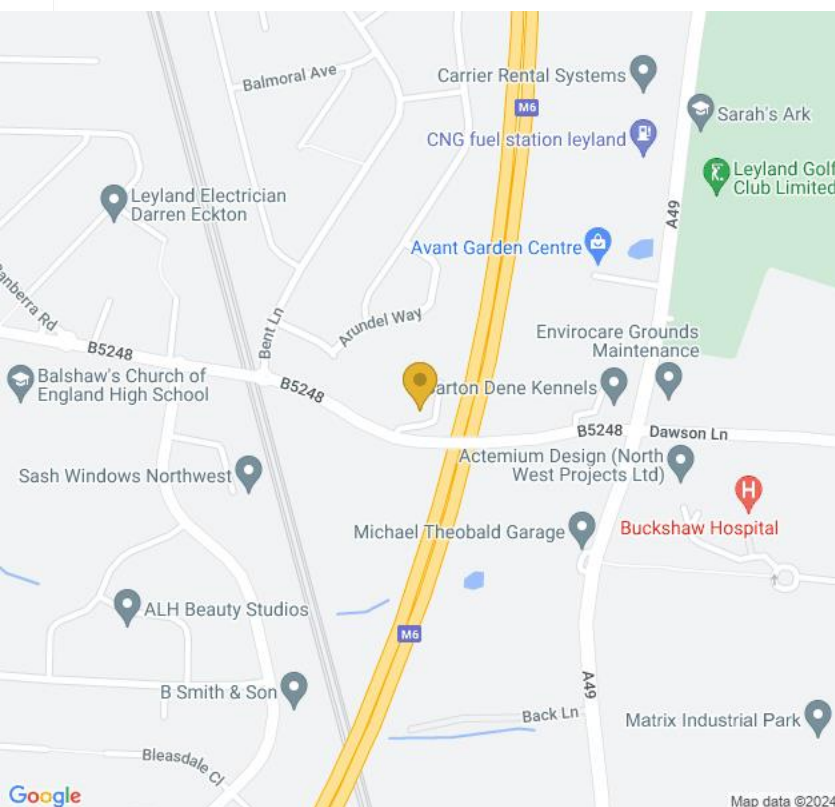 Balmoral Ave
Carrier Rental Systems
M6
Sarah's Ark
CNG fuel station leyland
Leyland Golf
Club Limited
Leyland Electrician
Darren Eckton
A49
Avant Garden Centre
Banberra Rd
Bent Ln
Arundel Way
Envirocare Grounds
Maintenance
B5248
Balshaw's Church of
England High School
B5248
arton Dene Kennels
B5248
Dawson Ln
Sash Windows Northwest
Actemium Design (North
West Projects Ltd)
H
Michael Theobald Garage
Buckshaw Hospital
ALH Beauty Studios
M6
B Smith & Son
A49
Back Ln
Matrix Industrial Park
Bleasdale Cl
Google
Map data ©2024